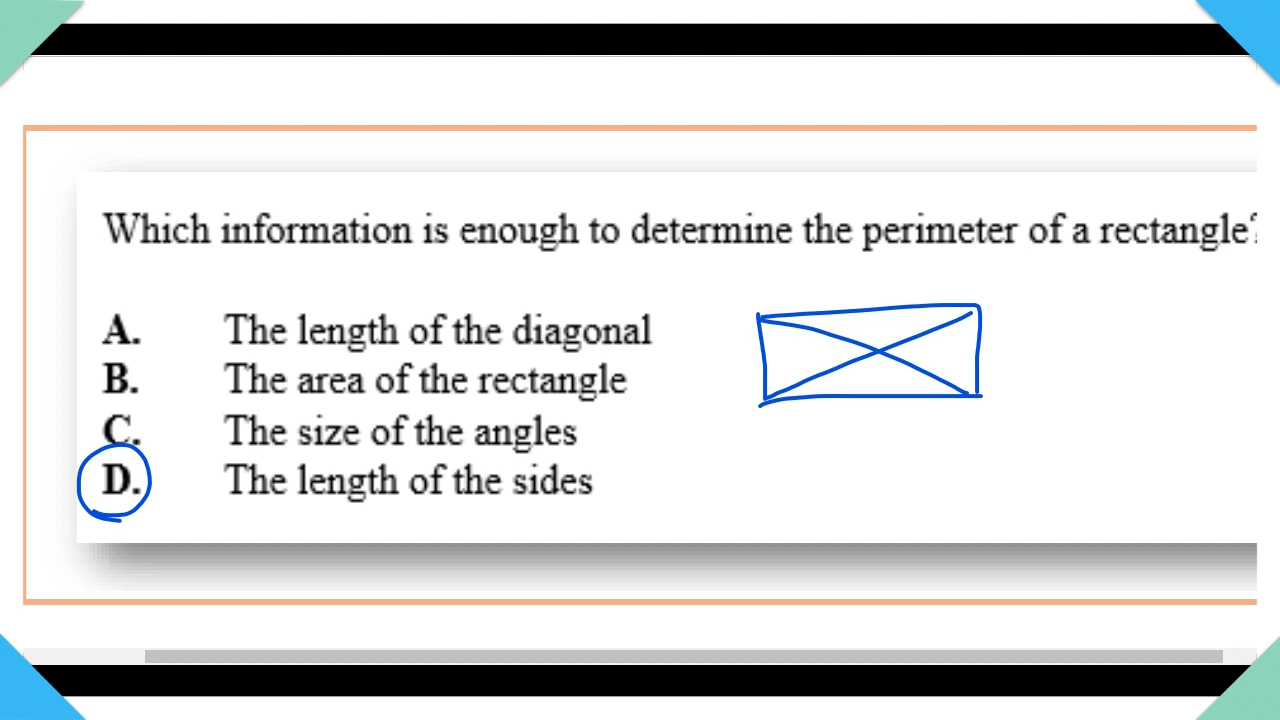 Which information is enough to determine the perimeter of a rectangle?
A. The length of the diagonal
B. The area of the rectangle
C. The size of the angles
D. The length of the sides